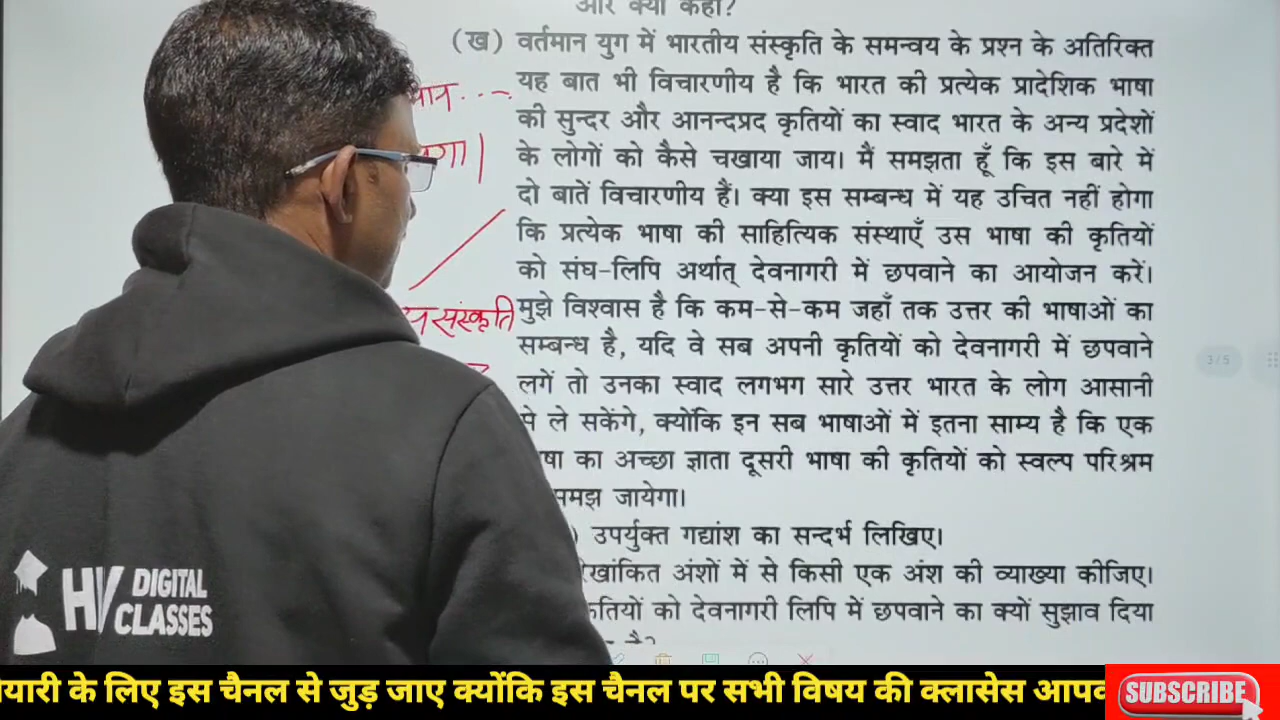 और क्या कहा?
(ख) वर्तमान युग में भारतीय संस्कृति के समन्वय के प्रश्न के अतिरिक्त
यह बात भी विचारणीय है कि भारत की प्रत्येक प्रादेशिक भाषा
की सुन्दर और आनन्दप्रद कृतियों का स्वाद भारत के अन्य प्रदेशों
के लोगों को कैसे चखाया जाय। मैं समझता हूँ कि इस बारे में
दो बातें विचारणीय हैं। क्या इस सम्बन्ध में यह उचित नहीं होगा
कि प्रत्येक भाषा की साहित्यिक संस्थाएँ उस भाषा की कृतियों
को संघ-लिपि अर्थात् देवनागरी में छपवाने का आयोजन करें।
संस्कृति
मुझे विश्वास है कि कम-से-कम जहाँ तक उत्तर की भाषाओं का
सम्बन्ध है, यदि वे सब अपनी कृतियों को देवनागरी में छपवाने
लगें तो उनका स्वाद लगभग सारे उत्तर भारत के लोग आसानी
ले सकेंगे, क्योंकि इन सब भाषाओं में इतना साम्य है कि एक
का अच्छा ज्ञाता दूसरी भाषा की कृतियों को स्वल्प परिश्रम
समझ जायेगा।
उपर्युक्त गद्यांश का सन्दर्भ लिखिए।
रेखांकित अंशों में से किसी एक अंश की व्याख्या कीजिए।
कृतियों को देवनागरी लिपि में छपवाने का क्यों सुझाव दिया
3/5
HV DIGITAL
CLASSES
के लिए इस चैनल से जुड़ जाए क्योंकि इस चैनल पर सभी विषय की क्लासेस
SUBSCRIBE